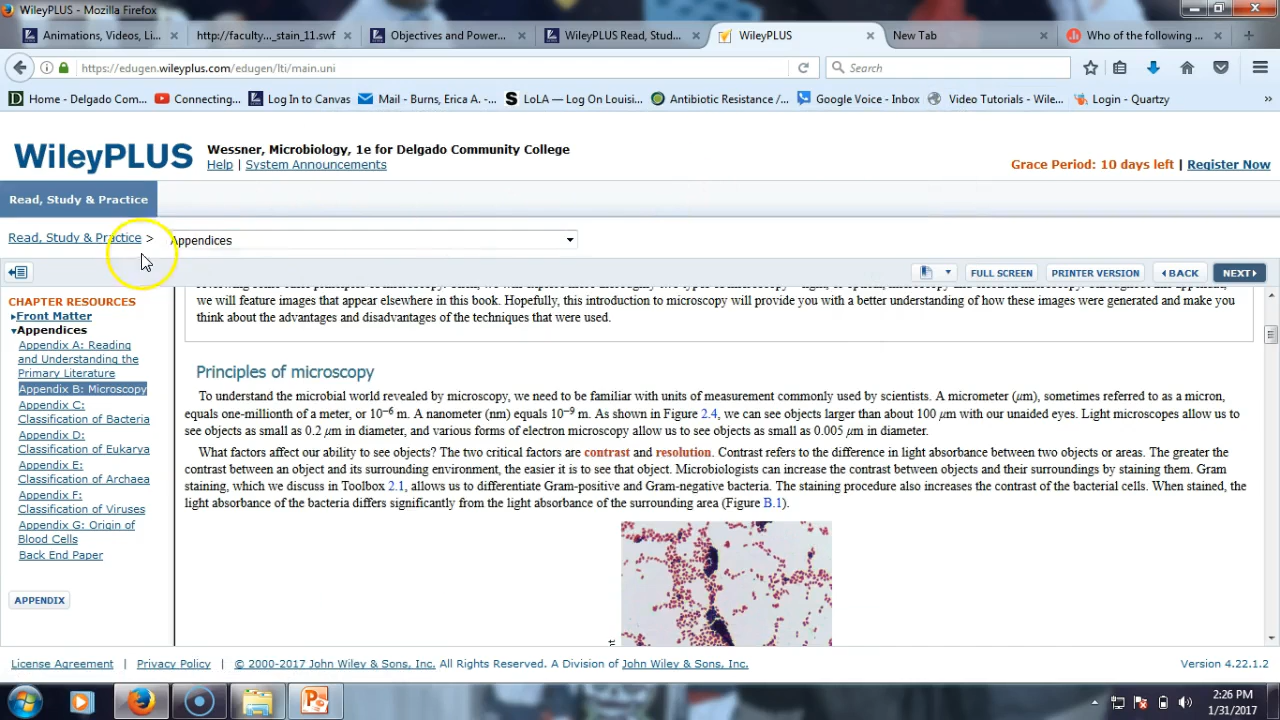 WileyPLUS - Mozilla Firefox
Animations, Videos, Li... × http://faculty..._stain_11.swf × Objectives and Power... × WileyPLUS Read, Stud... × WileyPLUS × New Tab × Who of the following ... × +
https://edugen.wileyplus.com/edugen/lti/main.uni Search
Home - Delgado Com... Connecting... Log In to Canvas Mail - Burns, Erica A. -... LoLA — Log On Louisi... Antibiotic Resistance /... Google Voice - Inbox Video Tutorials - Wile... Login - Quartzy »
WileyPLUS Wessner, Microbiology, 1e for Delgado Community College
Help | System Announcements Grace Period: 10 days left | Register Now
Read, Study & Practice
Read, Study & Practice > Appendices
FULL SCREEN PRINTER VERSION BACK NEXT
CHAPTER RESOURCES
Front Matter
Appendices
Appendix A: Reading
and Understanding the
Primary Literature
Appendix B: Microscopy
Appendix C:
Classification of Bacteria
Appendix D:
Classification of Eukarya
Appendix E:
Classification of Archaea
Appendix F:
Classification of Viruses
Appendix G: Origin of
Blood Cells
Back End Paper
APPENDIX
we will feature images that appear elsewhere in this book. Hopefully, this introduction to microscopy will provide you with a better understanding of how these images were generated and make you
think about the advantages and disadvantages of the techniques that were used.
Principles of microscopy
To understand the microbial world revealed by microscopy, we need to be familiar with units of measurement commonly used by scientists. A micrometer (μm), sometimes referred to as a micron,
equals one-millionth of a meter, or 10⁻⁶ m. A nanometer (nm) equals 10⁻⁹ m. As shown in Figure 2.4, we can see objects larger than about 100 μm with our unaided eyes. Light microscopes allow us to
see objects as small as 0.2 μm in diameter, and various forms of electron microscopy allow us to see objects as small as 0.005 μm in diameter.
What factors affect our ability to see objects? The two critical factors are contrast and resolution. Contrast refers to the difference in light absorbance between two objects or areas. The greater the
contrast between an object and its surrounding environment, the easier it is to see that object. Microbiologists can increase the contrast between objects and their surroundings by staining them. Gram
staining, which we discuss in Toolbox 2.1, allows us to differentiate Gram-positive and Gram-negative bacteria. The staining procedure also increases the contrast of the bacterial cells. When stained, the
light absorbance of the bacteria differs significantly from the light absorbance of the surrounding area (Figure B.1).
License Agreement | Privacy Policy | © 2000-2017 John Wiley & Sons, Inc. All Rights Reserved. A Division of John Wiley & Sons, Inc. Version 4.22.1.2
2:26 PM
1/31/2017